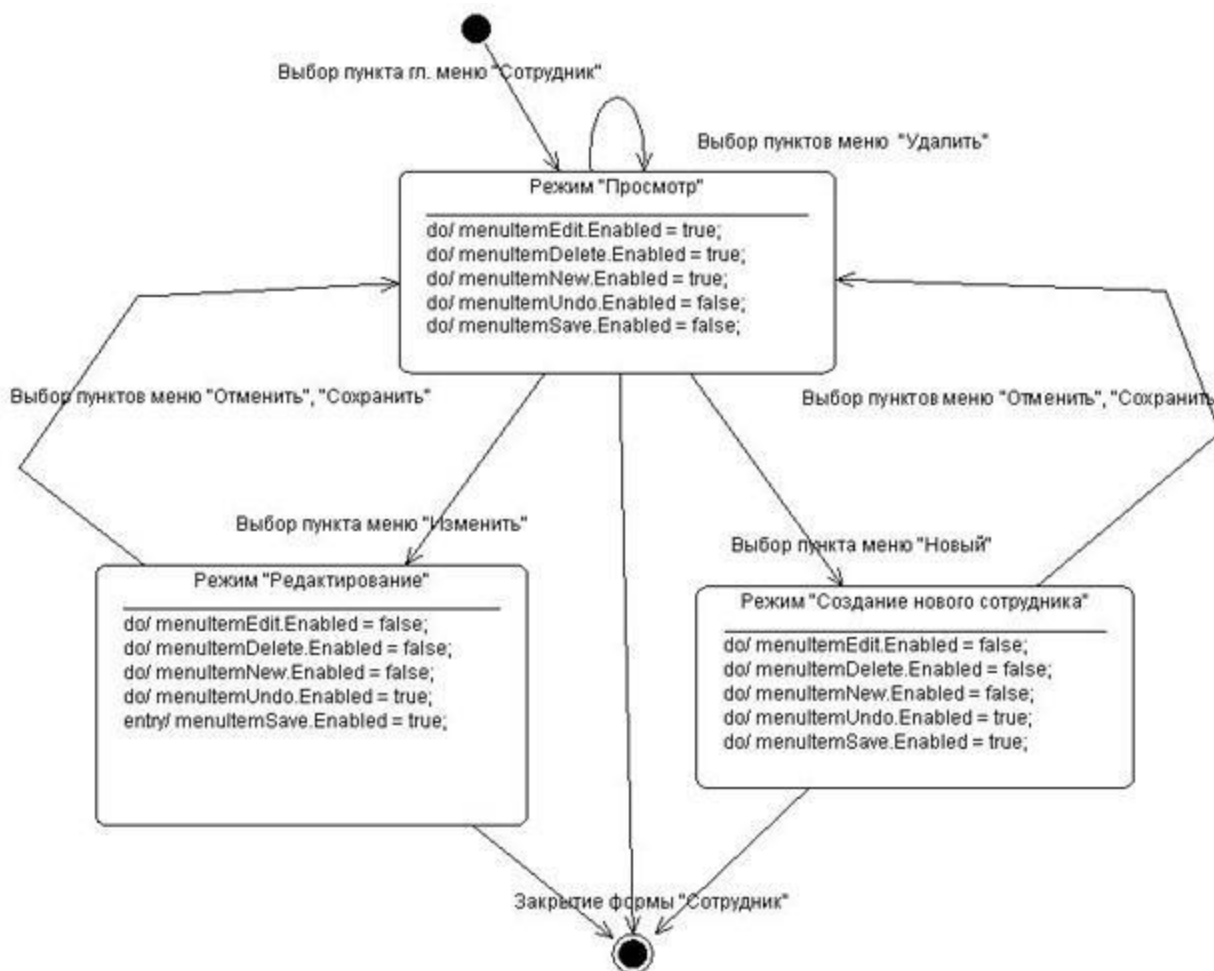 Выбор пункта гл. меню "Сотрудник"
Выбор пунктов меню "Удалить"
Режим "Просмотр"
do/ menuItemEdit.Enabled = true;
do/ menuItemDelete.Enabled = true;
do/ menuItemNew.Enabled = true;
do/ menuItemUndo.Enabled = false;
do/ menuItemSave.Enabled = false;
Выбор пунктов меню "Отменить", "Сохранить"
Выбор пунктов меню "Отменить", "Сохранить
Выбор пункта меню "Изменить"
Выбор пункта меню "Новый"
Режим "Редактирование"
do/ menuItemEdit.Enabled = false;
do/ menuItemDelete.Enabled = false;
do/ menuItemNew.Enabled = false;
do/ menuItemUndo.Enabled = true;
entry/ menuItemSave.Enabled = true;
Режим "Создание нового сотрудника"
do/ menuItemEdit.Enabled = false;
do/ menuItemDelete.Enabled = false;
do/ menuItemNew.Enabled = false;
do/ menuItemUndo.Enabled = true;
do/ menuItemSave.Enabled = true;
Закрытие формы "Сотрудник"